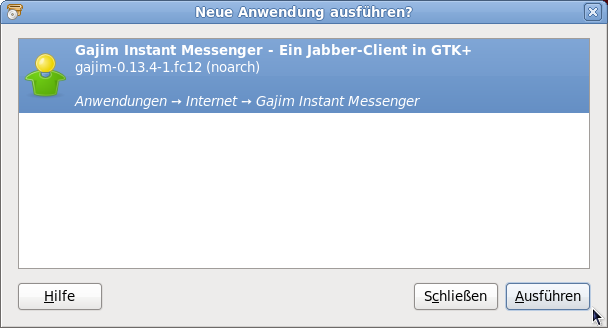 Neue Anwendung ausführen?
Gajim Instant Messenger - Ein Jabber-Client in GTK+
gajim-0.13.4-1.fc12 (noarch)
Anwendungen → Internet → Gajim Instant Messenger
Hilfe
Schließen
Ausführen